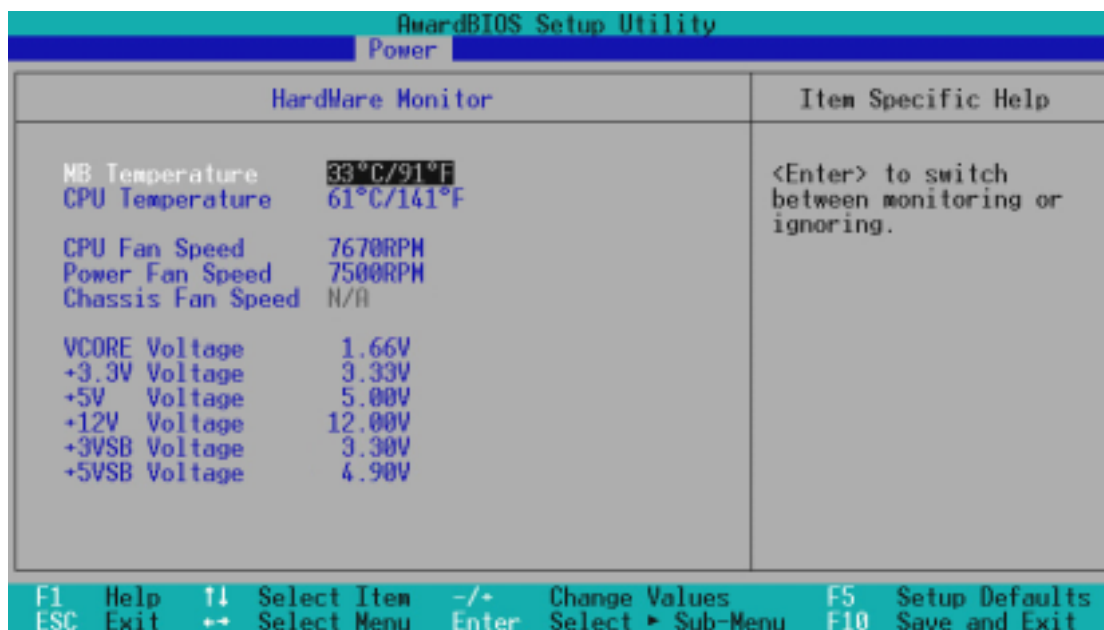 AwardBIOS Setup Utility
Power
HardWare Monitor
Item Specific Help
MB Temperature 33°C/91°F
CPU Temperature 61°C/141°F
CPU Fan Speed 7670RPM
Power Fan Speed 7500RPM
Chassis Fan Speed N/A
VCORE Voltage 1.66V
+3.3V Voltage 3.33V
+5V Voltage 5.00V
+12V Voltage 12.00V
+3VSB Voltage 3.30V
+5VSB Voltage 4.90V
<Enter> to switch
between monitoring or
ignoring.
F1 Help ↑↓ Select Item -/+ Change Values F5 Setup Defaults
ESC Exit ←→ Select Menu Enter Select ► Sub-Menu F10 Save and Exit